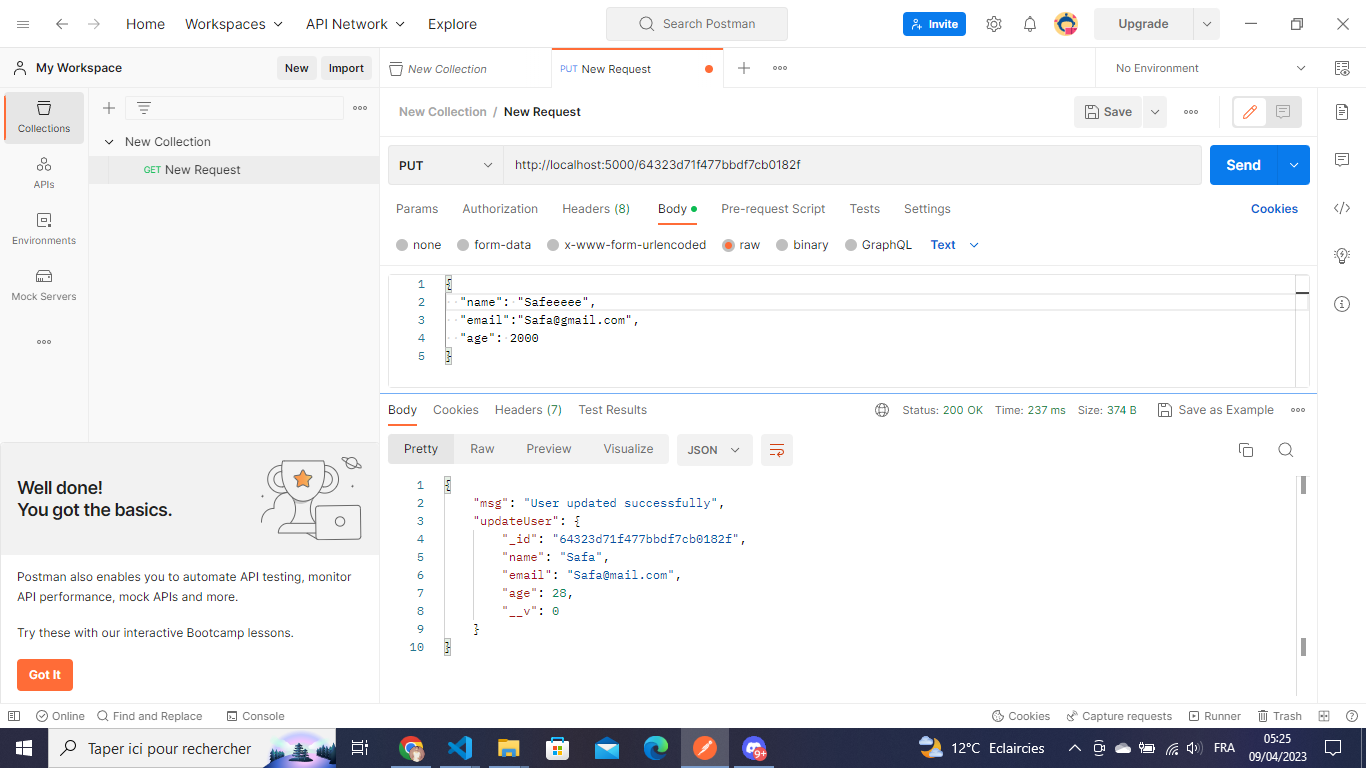 Home Workspaces API Network Explore Search Postman Invite Upgrade
My Workspace New Import New Collection PUT New Request No Environment
Collections
APIs
Environments
Mock Servers
New Collection
GET New Request
New Collection / New Request Save
PUT http://localhost:5000/64323d71f477bbdf7cb0182f Send
Params Authorization Headers (8) Body Pre-request Script Tests Settings Cookies
none form-data x-www-form-urlencoded raw binary GraphQL Text
1 {
2 "name": "Safeeeee",
3 "email":"Safa@gmail.com",
4 "age": 2000
5 }
Body Cookies Headers (7) Test Results Status: 200 OK Time: 237 ms Size: 374 B Save as Example
Pretty Raw Preview Visualize JSON
1 {
2 "msg": "User updated successfully",
3 "updateUser": {
4 "_id": "64323d71f477bbdf7cb0182f",
5 "name": "Safa",
6 "email": "Safa@mail.com",
7 "age": 28,
8 "__v": 0
9 }
10 }
Well done!
You got the basics.
Postman also enables you to automate API testing, monitor
API performance, mock APIs and more.
Try these with our interactive Bootcamp lessons.
Got It
Online Find and Replace Console Cookies Capture requests Runner Trash
Taper ici pour rechercher 9+ 12°C Eclaircies FRA 05:25
09/04/2023